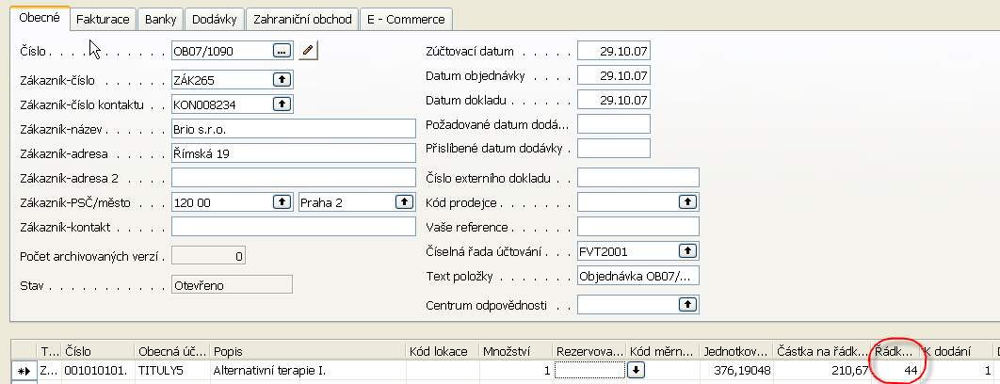 Obecné Fakturace Banky Dodávky Zahraniční obchod E - Commerce
Číslo . . . . . . . . . . . OB07/1090 ...
Zákazník-číslo . . . . . . ZÁK265
Zákazník-číslo kontaktu . . KON008234
Zákazník-název . . . . . . Brio s.r.o.
Zákazník-adresa . . . . . Římská 19
Zákazník-adresa 2 . . . .
Zákazník-PSČ/město . . . . 120 00 Praha 2
Zákazník-kontakt . . . . .
Počet archivovaných verzí . 0
Stav . . . . . . . . . . . Otevřeno
Zúčtovací datum . . . . . 29.10.07
Datum objednávky . . . . . 29.10.07
Datum dokladu . . . . . . 29.10.07
Požadované datum dodá...
Přislíbené datum dodávky .
Číslo externího dokladu . .
Kód prodejce . . . . . . .
Vaše reference . . . . . .
Číselná řada účtování . . . FVT2001
Text položky . . . . . . . Objednávka OB07/...
Centrum odpovědnosti . .
T... Číslo Obecná úč... Popis Kód lokace Množství Rezervova... Kód měrn... Jednotkov... Částka na řádk... Řádk... K dodání
Z... 001010101. TITULY5 Alternativní terapie I. 1 376,19048 210,67 44 1